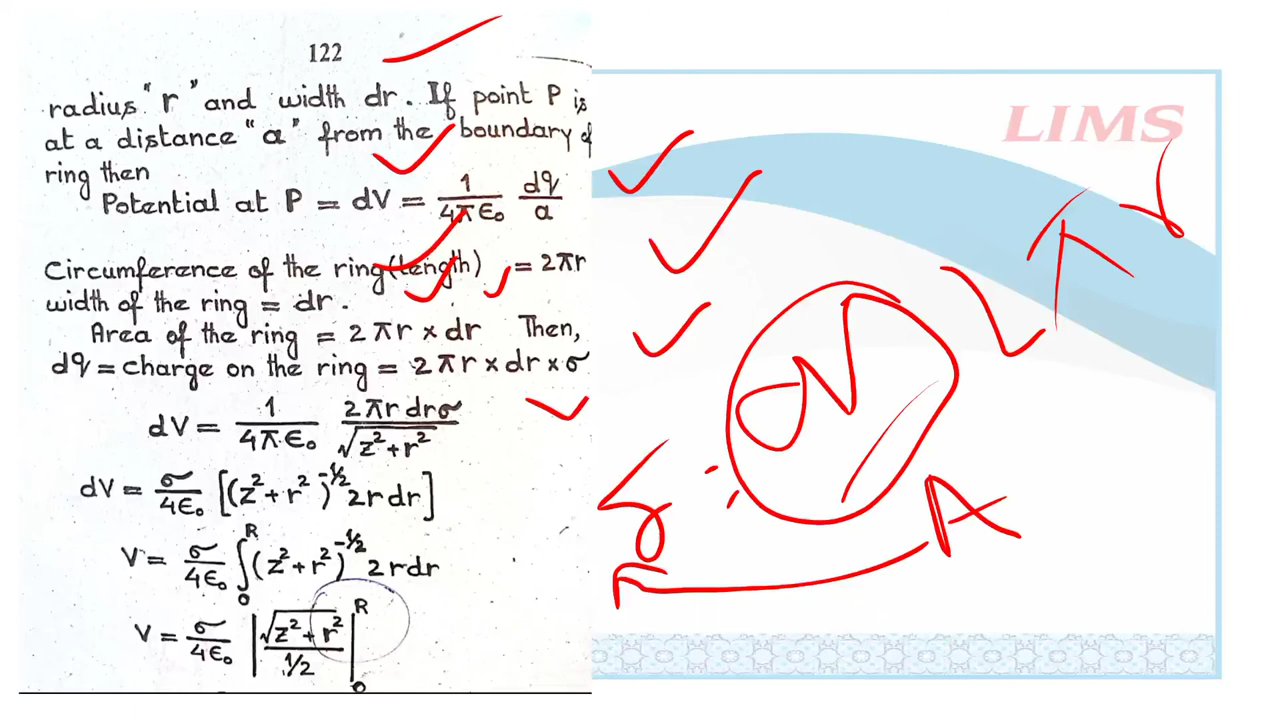 122
radius "r" and width dr. If point P is
at a distance "a" from the boundary of
ring then
Potential at P = dV = 1/4πϵ₀ dq/a
Circumference of the ring (length) = 2πr
width of the ring = dr.
Area of the ring = 2πr × dr Then,
dq = charge on the ring = 2πr × dr × σ
dV = 1/4π.ϵ₀ 2πr drσ/√z²+r²
dV = σ/4ϵ₀ [(z²+r²)^-1/2 2r dr]
V = σ/4ϵ₀ ∫₀^R (z²+r²)^-1/2 2rdr
V = σ/4ϵ₀ |√z²+r²/1/2|₀^R
LIMS
A